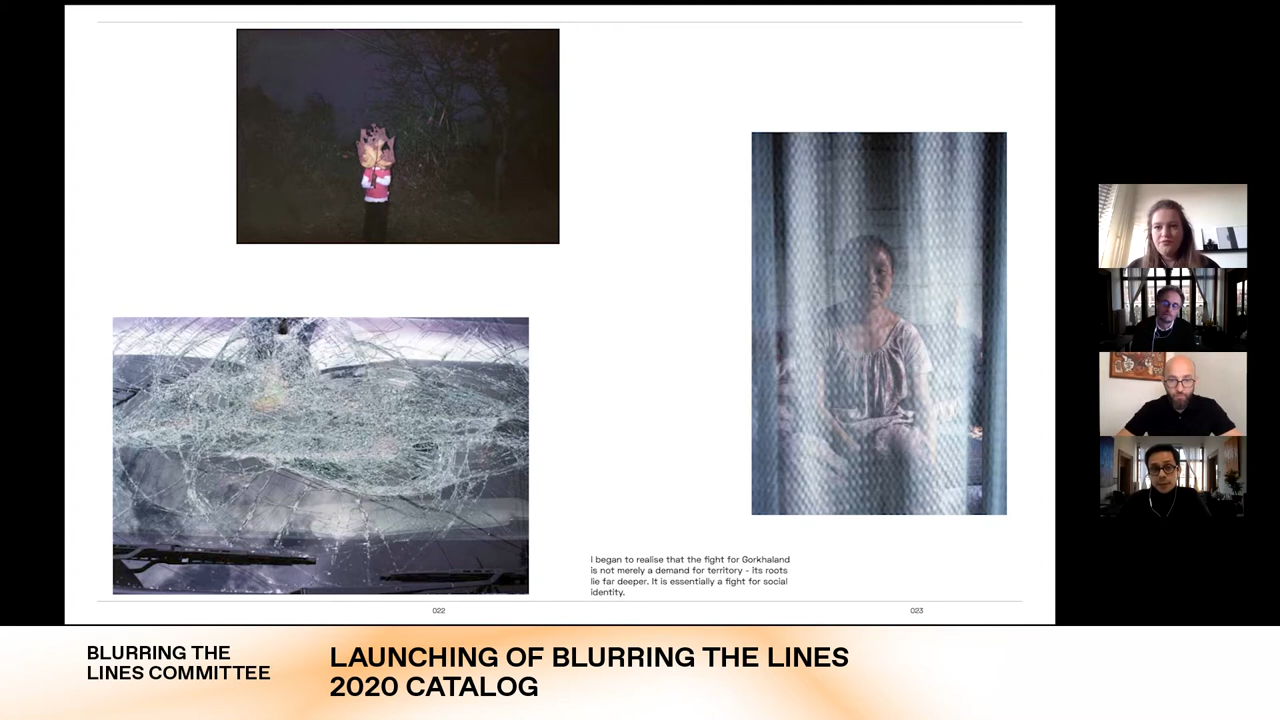 I began to realise that the fight for Gorkhaland
is not merely a demand for territory - its roots
lie far deeper. It is essentially a fight for social
identity.
022
023
BLURRING THE
LINES COMMITTEE
LAUNCHING OF BLURRING THE LINES
2020 CATALOG